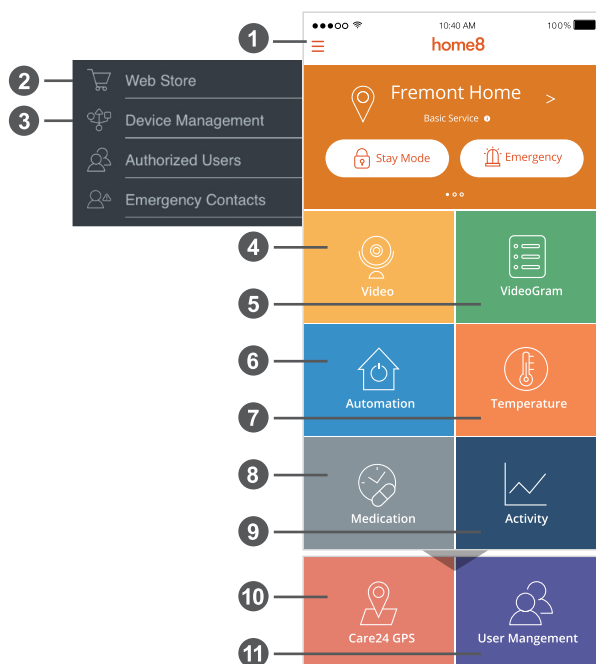 10:40 AM
100%
1
home8
2
Web Store
3
Device Management
Authorized Users
Emergency Contacts
Fremont Home >
Basic Service
Stay Mode
Emergency
4
Video
5
VideoGram
6
Automation
7
Temperature
8
Medication
9
Activity
10
Care24 GPS
11
User Mangement